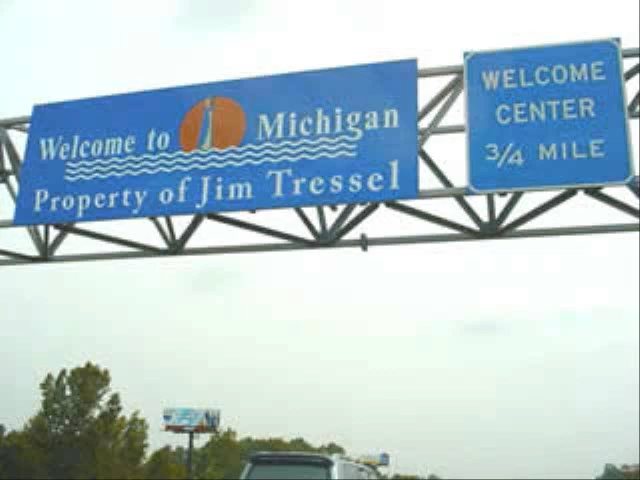 Welcome to Michigan
Property of Jim Tressel
WELCOME
CENTER
3/4 MILE